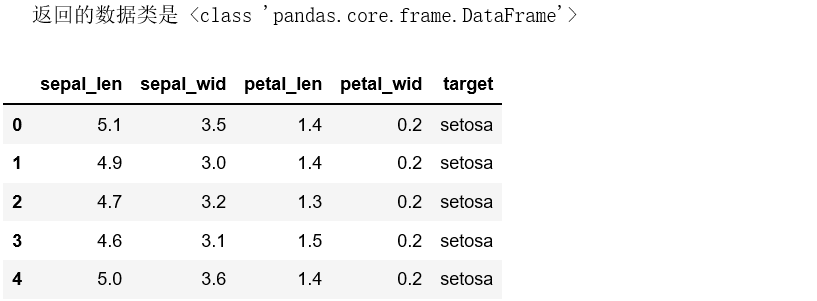 返回的数据类是 <class 'pandas.core.frame.DataFrame'>
sepal_len sepal_wid petal_len petal_wid target
0 5.1 3.5 1.4 0.2 setosa
1 4.9 3.0 1.4 0.2 setosa
2 4.7 3.2 1.3 0.2 setosa
3 4.6 3.1 1.5 0.2 setosa
4 5.0 3.6 1.4 0.2 setosa